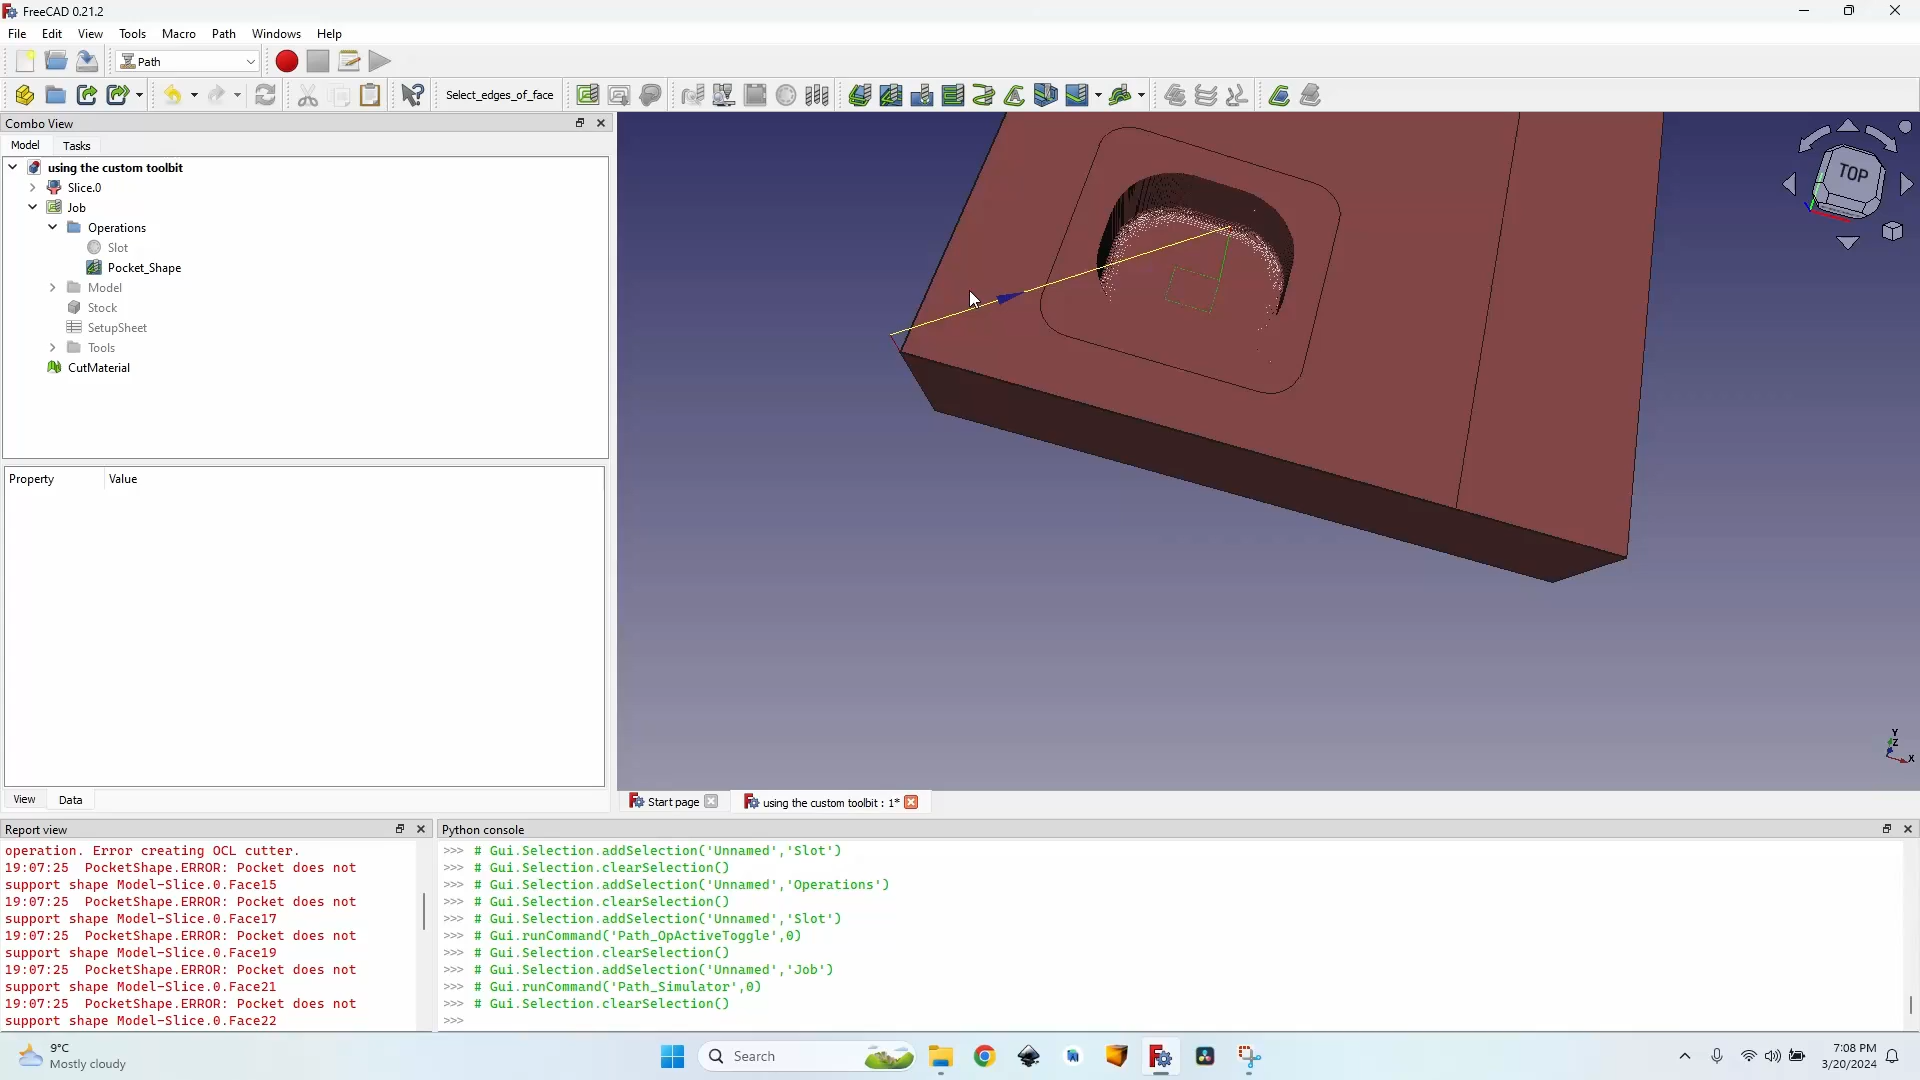 FreeCAD 0.21.2
File Edit View Tools Macro Path Windows Help
Path
Select_edges_of_face
Combo View
Model Tasks
using the custom toolbit
Slice.0
Job
Operations
Slot
Pocket_Shape
Model
Stock
SetupSheet
Tools
CutMaterial
Property Value
View Data
TOP
Y
Z
X
Start page using the custom toolbit : 1*
Report view
operation. Error creating OCL cutter.
19:07:25 PocketShape.ERROR: Pocket does not
support shape Model-Slice.0.Face15
19:07:25 PocketShape.ERROR: Pocket does not
support shape Model-Slice.0.Face17
19:07:25 PocketShape.ERROR: Pocket does not
support shape Model-Slice.0.Face19
19:07:25 PocketShape.ERROR: Pocket does not
support shape Model-Slice.0.Face21
19:07:25 PocketShape.ERROR: Pocket does not
support shape Model-Slice.0.Face22
Python console
>>> # Gui.Selection.addSelection('Unnamed','Slot')
>>> # Gui.Selection.clearSelection()
>>> # Gui.Selection.addSelection('Unnamed','Operations')
>>> # Gui.Selection.clearSelection()
>>> # Gui.Selection.addSelection('Unnamed','Slot')
>>> # Gui.runCommand('Path_OpActiveToggle',0)
>>> # Gui.Selection.clearSelection()
>>> # Gui.Selection.addSelection('Unnamed','Job')
>>> # Gui.runCommand('Path_Simulator',0)
>>> # Gui.Selection.clearSelection()
>>>
9°C
Mostly cloudy
Search
7:08 PM
3/20/2024